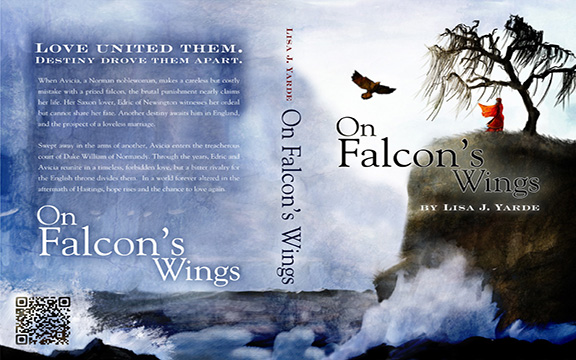 LOVE UNITED THEM.
DESTINY DROVE THEM APART.
When Avicia, a Norman noblewoman, makes a careless but costly
mistake with a prized falcon, the brutal punishment nearly claims
her life. Her Saxon lover, Edric of Newington witnesses her ordeal
but cannot share her fate. Another destiny awaits him in England,
and the prospect of a loveless marriage.
Swept away in the arms of another, Avicia enters the treacherous
court of Duke William of Normandy. Through the years, Edric and
Avicia reunite in a timeless, forbidden love, but a bitter rivalry for
the English throne divides them. In a world forever altered in the
aftermath of Hastings, hope rises and the chance to love again.
On
Falcon's
Wings
LISA J. YARDE
On Falcon's Wings
On
Falcon's
Wings
BY LISA J. YARDE